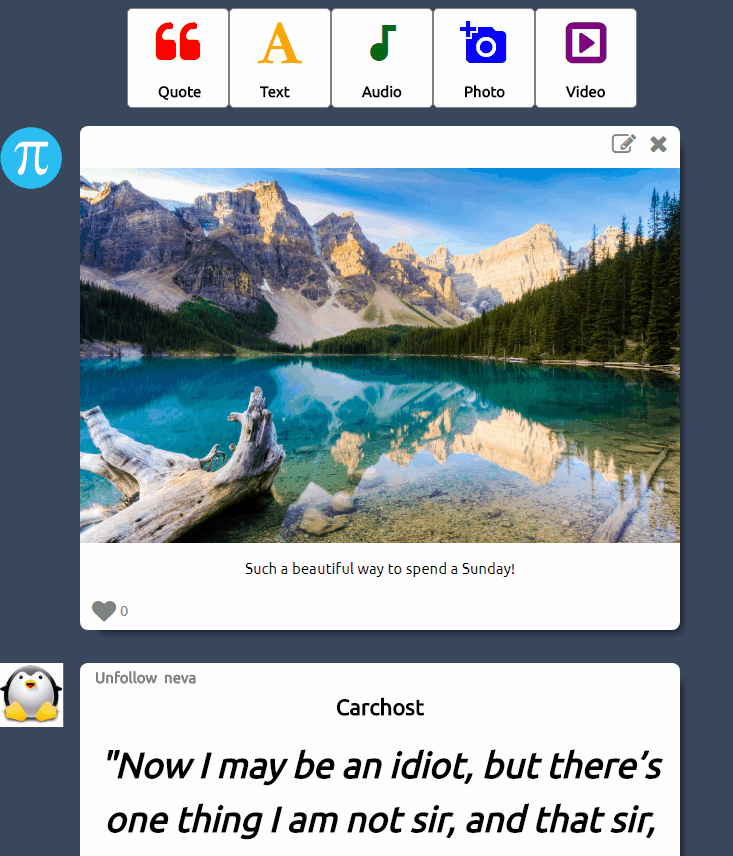 Quote Text Audio Photo Video
π
Such a beautiful way to spend a Sunday!
0
Unfollow neva
Carchost
"Now I may be an idiot, but there’s
one thing I am not sir, and that sir,